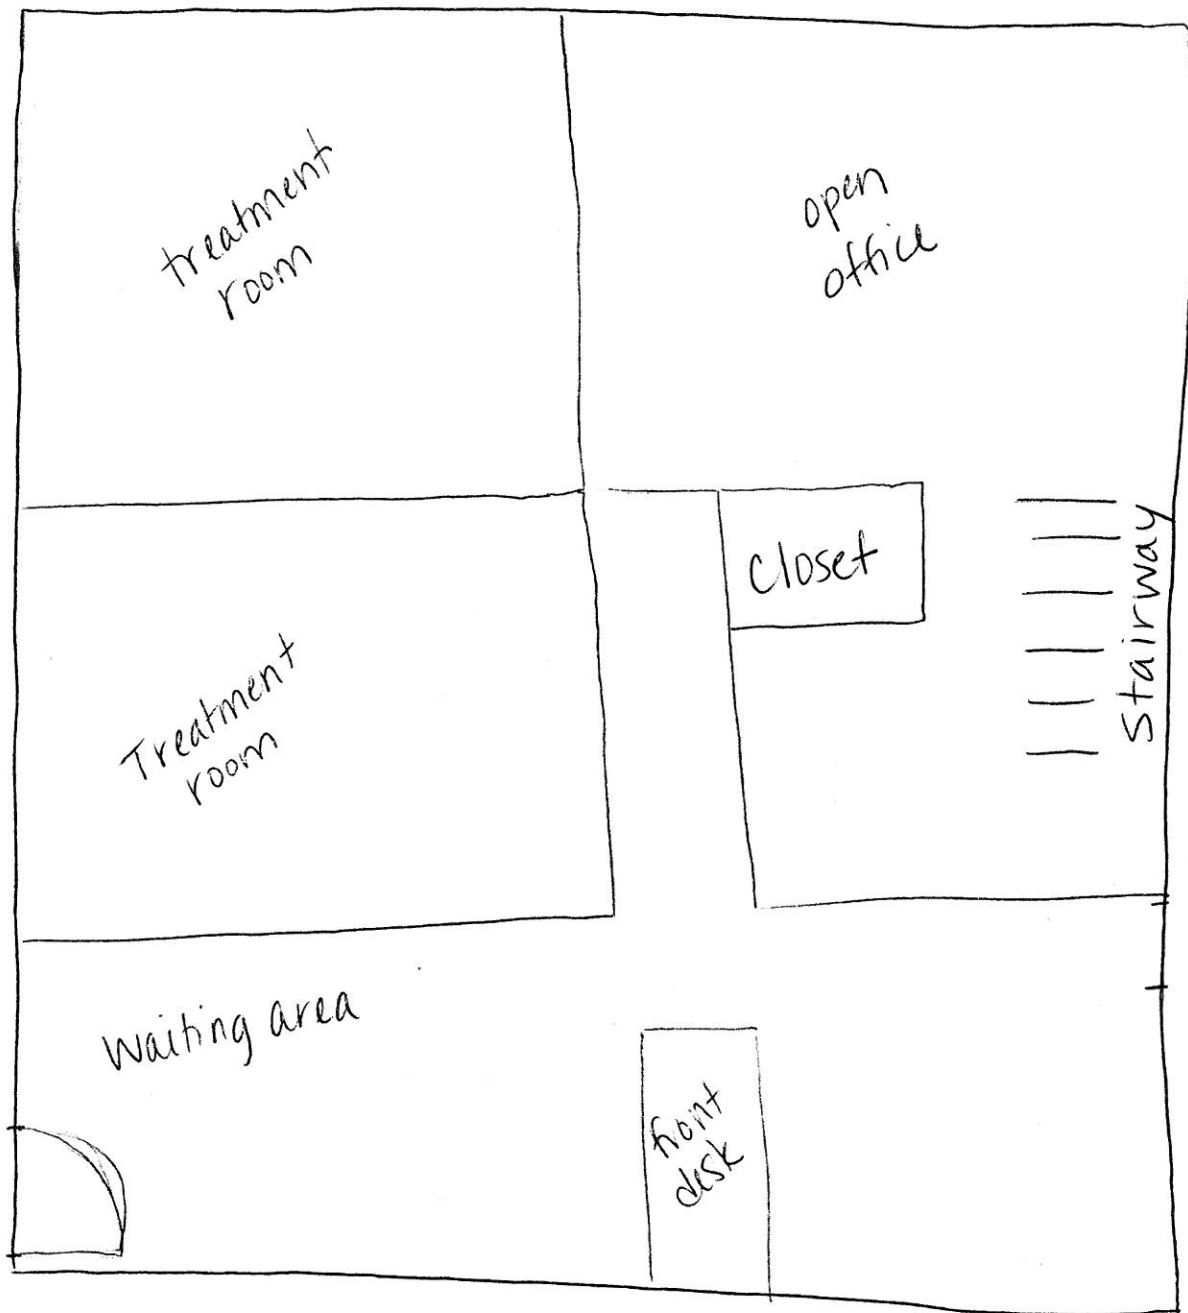 treatment
room
open
office
closet
Stairway
Treatment
room
Waiting area
front
desk